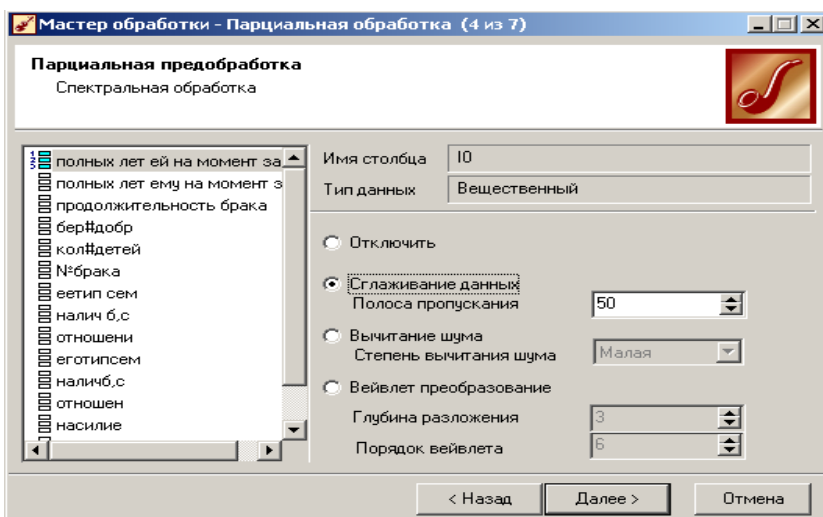 Мастер обработки - Парциальная обработка (4 из 7)
Парциальная предобработка
Спектральная обработка
полных лет ей на момент за
полных лет ему на момент з
продолжительность брака
бер#добр
кол#детей
№брака
еетип сем
налич б,с
отношени
еготипсем
наличб,с
отношен
насилие
Имя столбца I0
Тип данных Вещественный
Отключить
Сглаживание данных
Полоса пропускания 50
Вычитание шума
Степень вычитания шума Малая
Вейвлет преобразование
Глубина разложения 3
Порядок вейвлета 6
< Назад Далее > Отмена